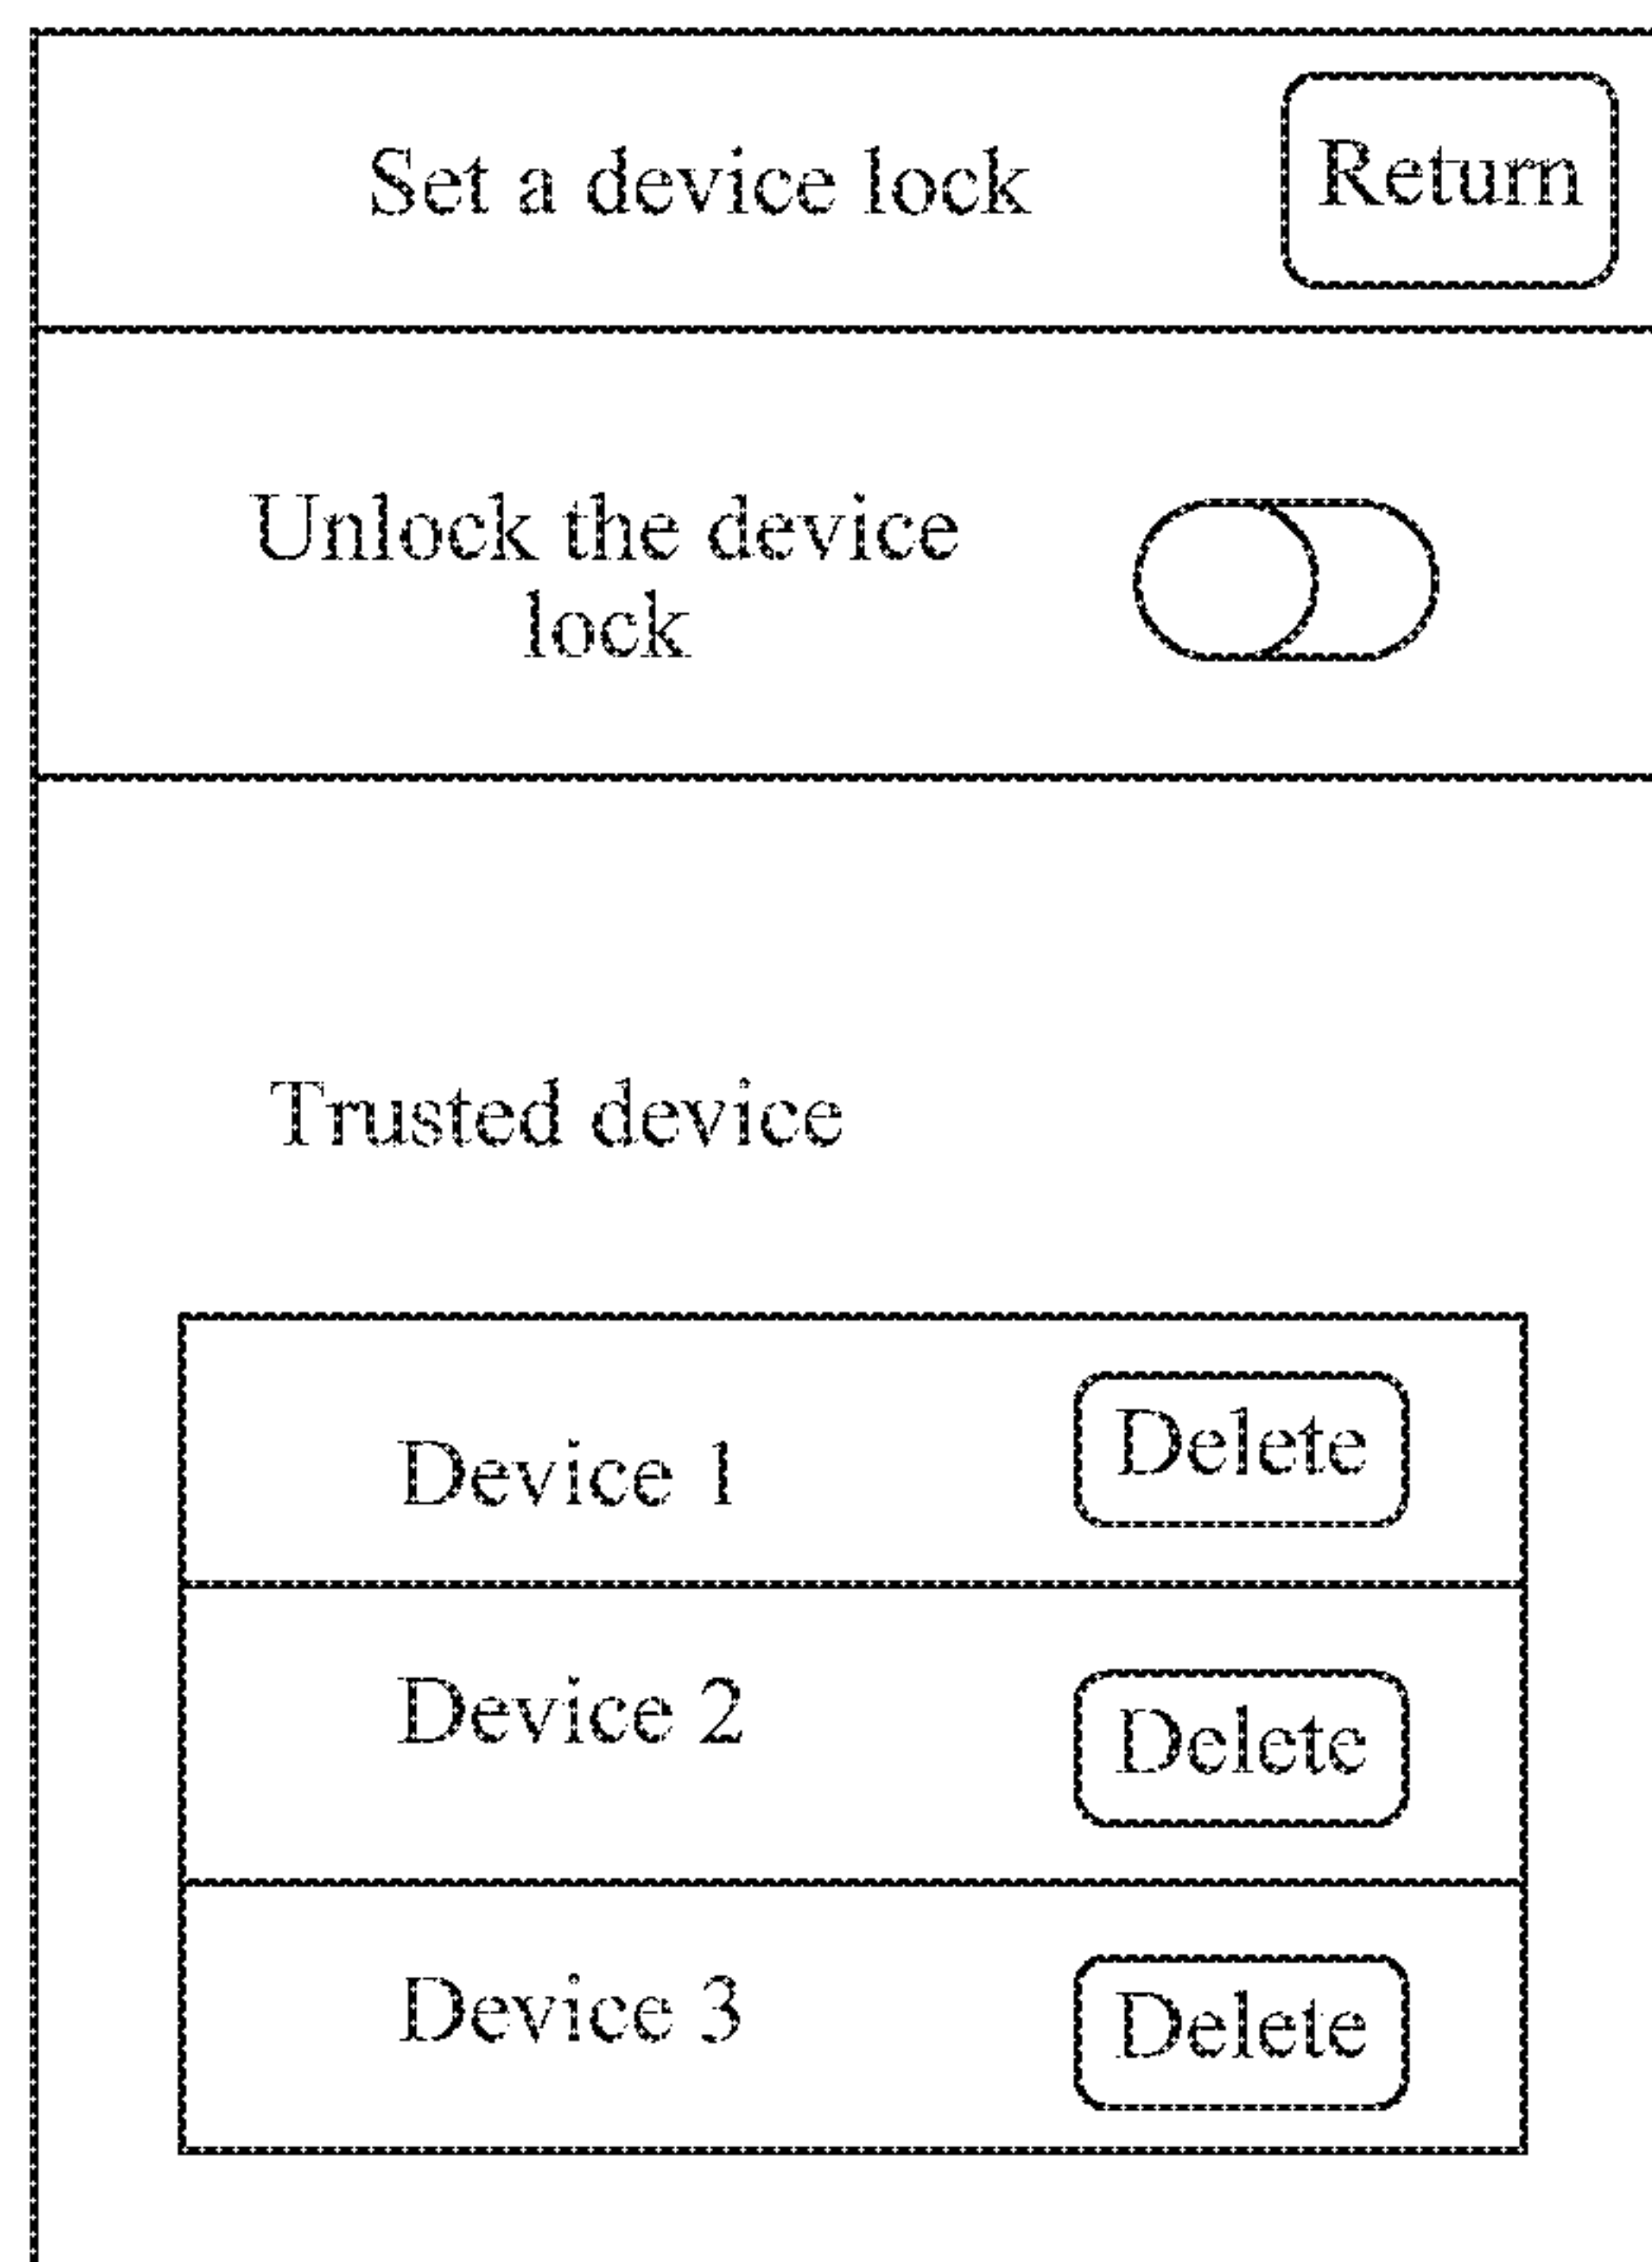 Set a device lock
Return
Unlock the device
lock
Trusted device
Device 1
Delete
Device 2
Delete
Device 3
Delete